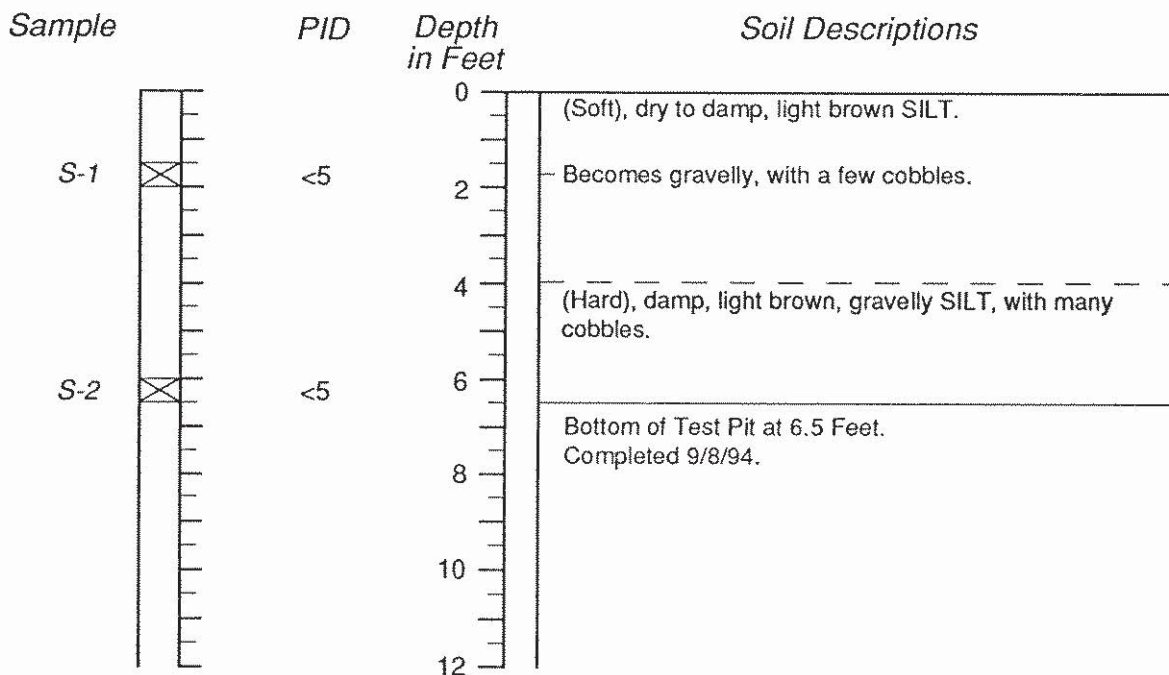 Sample PID Depth in Feet Soil Descriptions
0
(Soft), dry to damp, light brown SILT.
S-1 <5 Becomes gravelly, with a few cobbles.
2
4
(Hard), damp, light brown, gravelly SILT, with many
cobbles.
S-2 <5 6
Bottom of Test Pit at 6.5 Feet.
Completed 9/8/94.
8
10
12